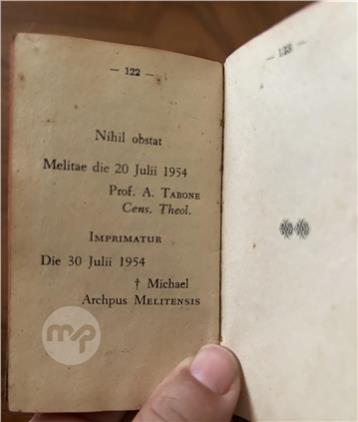 — 122 —
Nihil obstat
Melitae die 20 Julii 1954
Prof. A. TABONE
Cens. Theol.
IMPRIMATUR
Die 30 Julii 1954
† Michael
Archpus MELITENSIS
— 123 —
mp